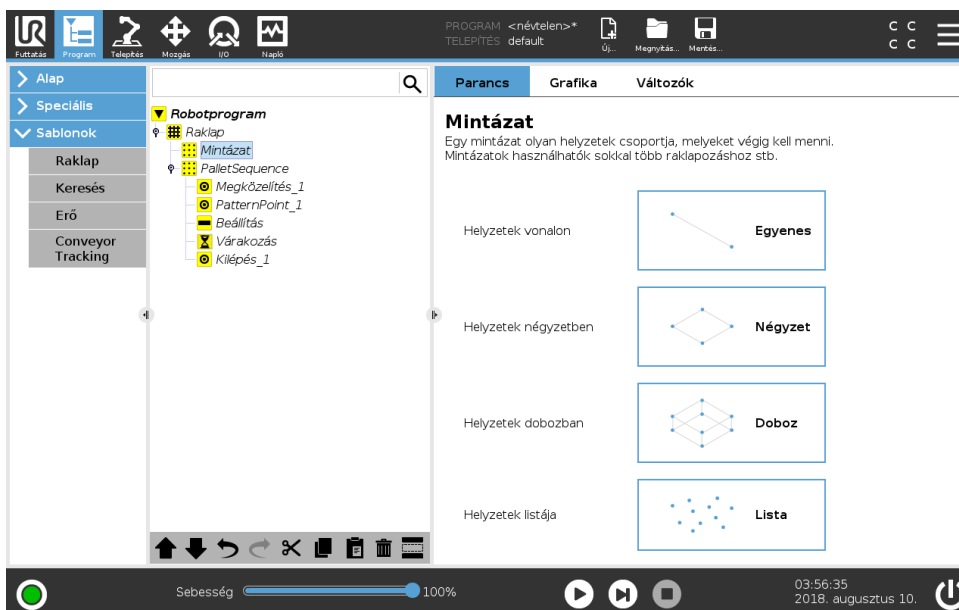 UR
PROGRAM <névtelen>*
TELEPÍTÉS default
C C
C C
Futtatás Program Telepítés Mozgás I/O Napló
Új... Megnyitás... Mentés...
Alap
Speciális
Sablonok
Raklap
Keresés
Erő
Conveyor
Tracking
Robotprogram
Raklap
Mintázat
PalletSequence
Megközelítés_1
PatternPoint_1
Beállítás
Várakozás
Kilépés_1
Parancs Grafika Változók
Mintázat
Egy mintázat olyan helyzetek csoportja, melyeket végig kell menni.
Mintázatok használhatók sokkal több raklapozáshoz stb.
Helyzetek vonalon Egyenes
Helyzetek négyzetben Négyzet
Helyzetek dobozban Doboz
Helyzetek listája Lista
Sebesség 100%
03:56:35
2018. augusztus 10.